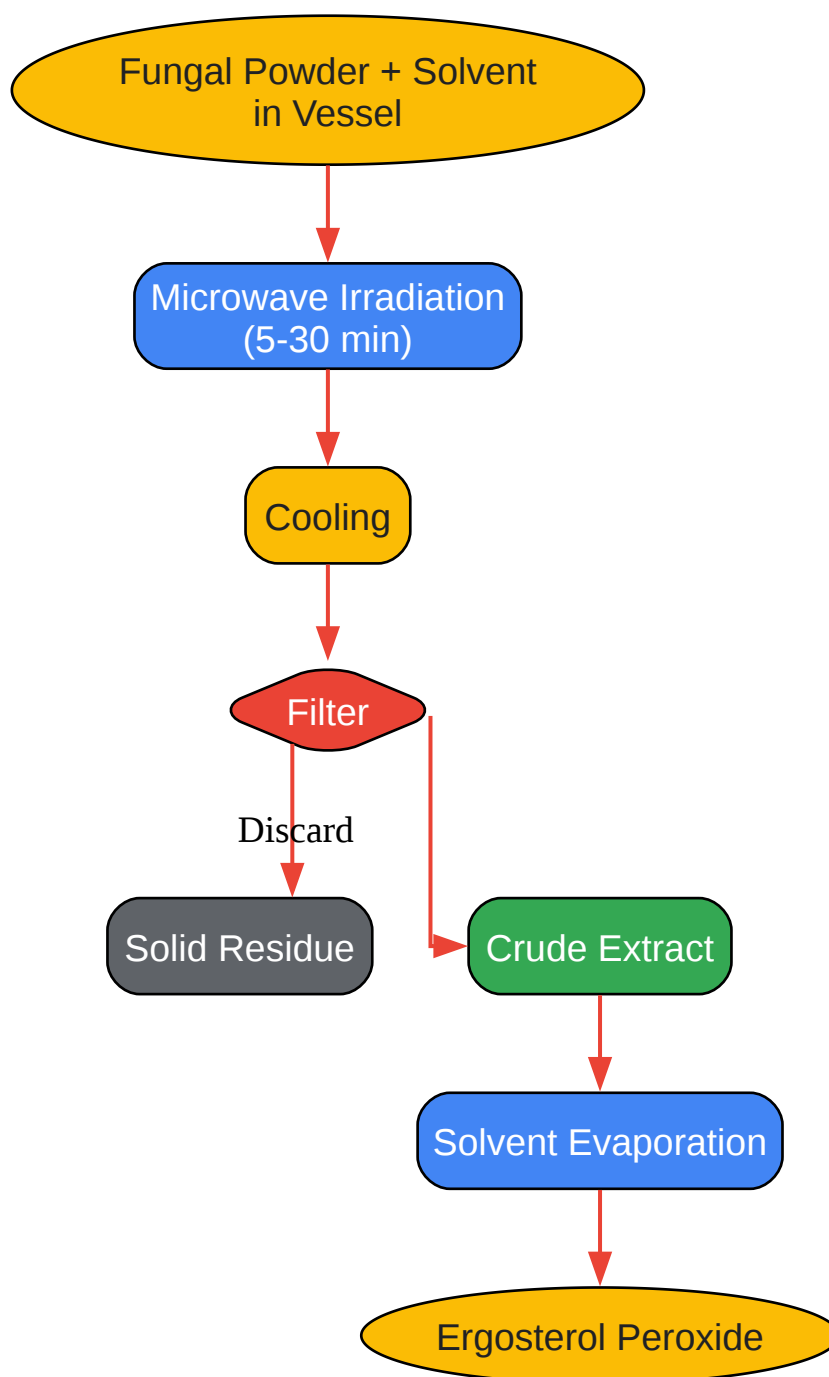 Fungal Powder + Solvent
in Vessel
Microwave Irradiation
(5-30 min)
Cooling
Filter
Discard
Solid Residue
Crude Extract
Solvent Evaporation
Ergosterol Peroxide